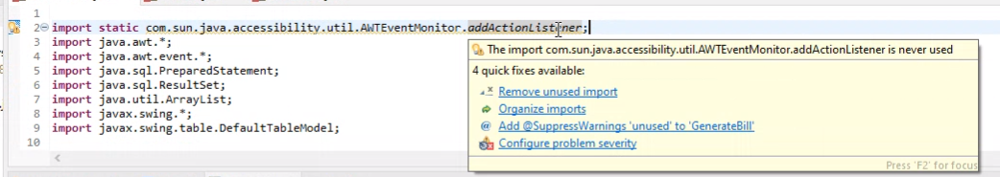 1
2 import static com.sun.java.accessibility.util.AWTEventMonitor.addActionListener;
3 import java.awt.*;
4 import java.awt.event.*;
5 import java.sql.PreparedStatement;
6 import java.sql.ResultSet;
7 import java.util.ArrayList;
8 import javax.swing.*;
9 import javax.swing.table.DefaultTableModel;
10
The import com.sun.java.accessibility.util.AWTEventMonitor.addActionListener is never used
4 quick fixes available:
Remove unused import
Organize imports
@ Add @SuppressWarnings 'unused' to 'GenerateBill'
Configure problem severity
Press 'F2' for focus